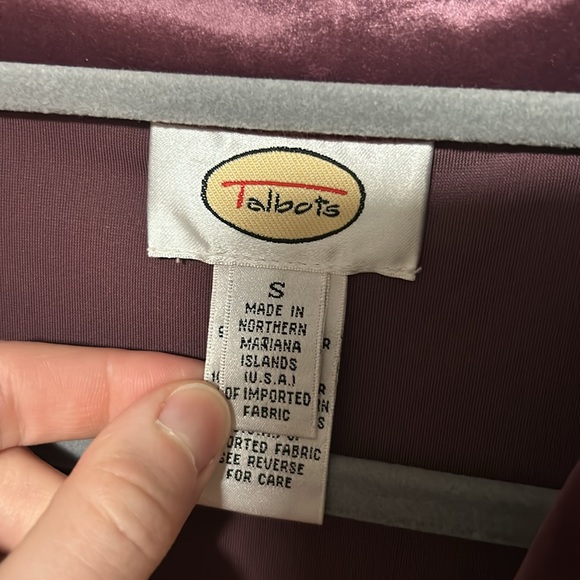 Talbots
S
MADE IN
NORTHERN
MARIANA
ISLANDS
(U.S.A.)
OF IMPORTED
FABRIC
ORTED FABRIC
SEE REVERSE
FOR CARE